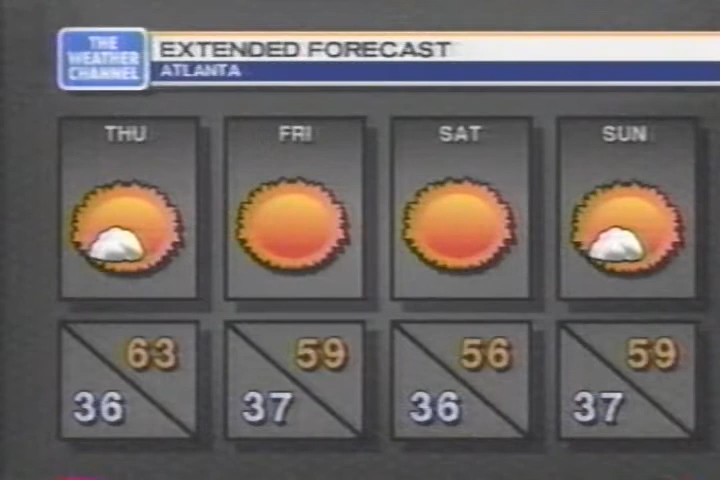 THE
WEATHER
CHANNEL
EXTENDED FORECAST
ATLANTA
THU FRI SAT SUN
63 59 56 59
36 37 36 37